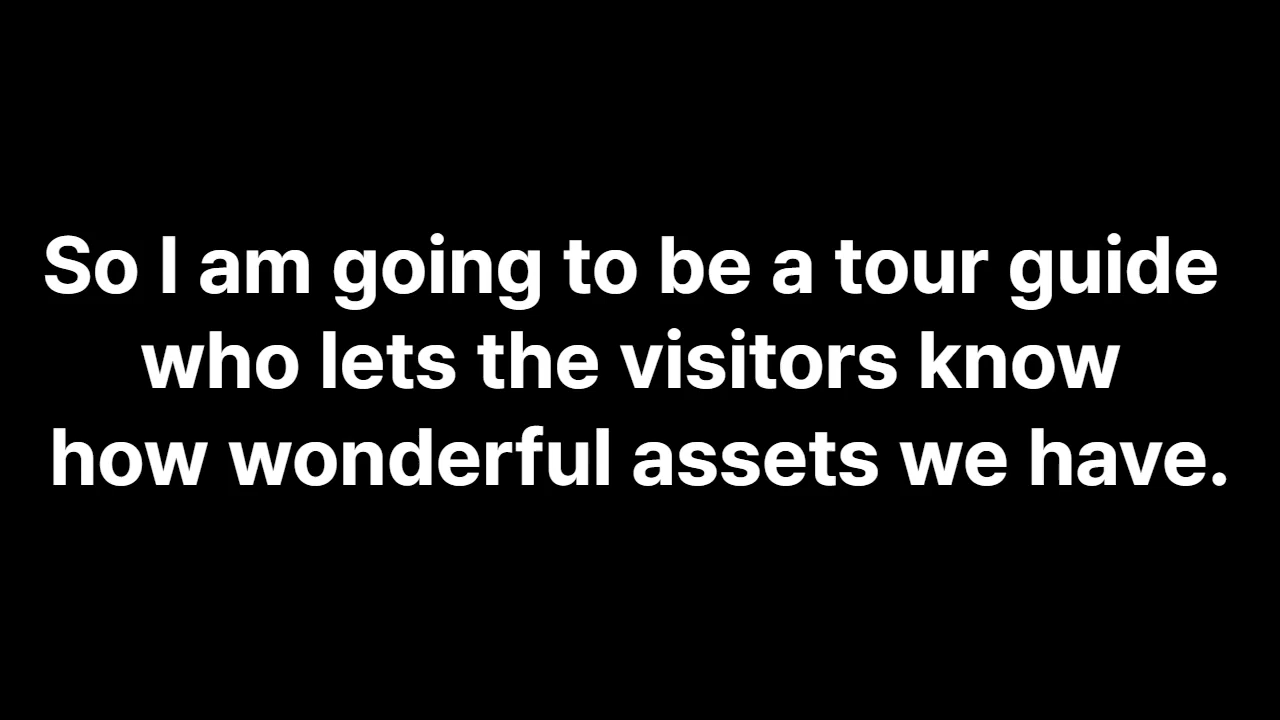 So I am going to be a tour guide
who lets the visitors know
how wonderful assets we have.